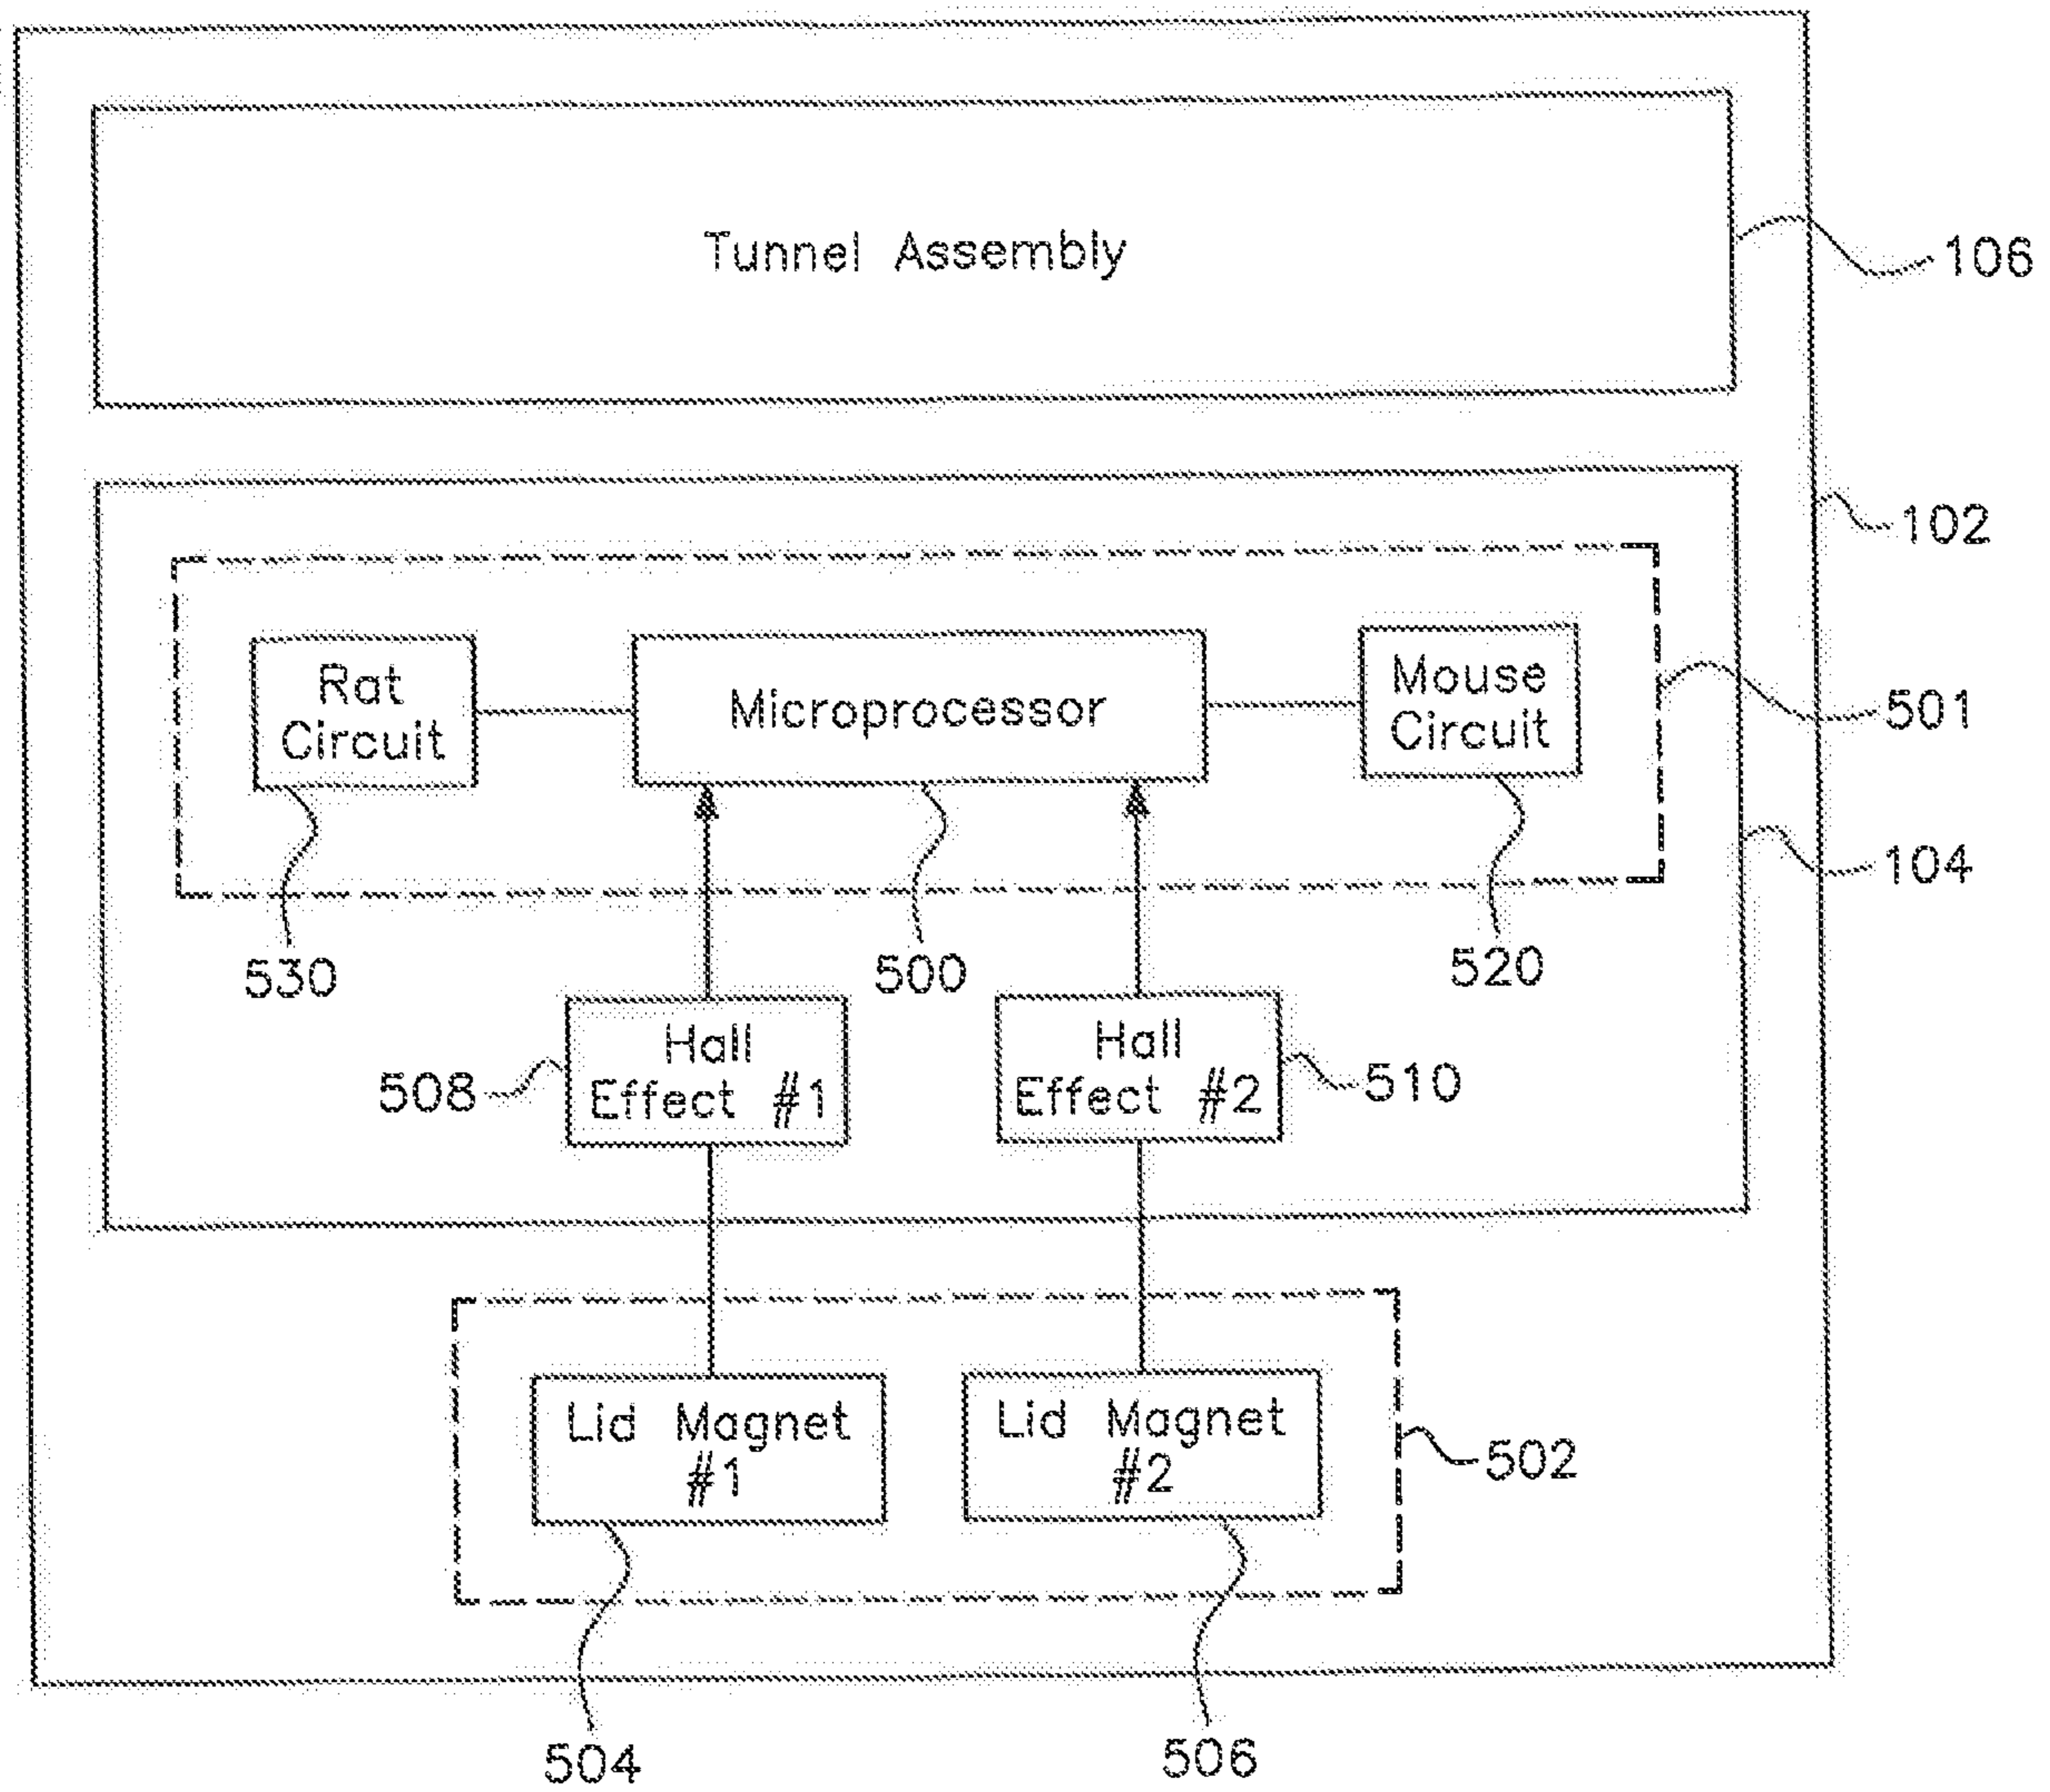 Tunnel Assembly
106
102
Rat
Circuit
Microprocessor
Mouse
Circuit
501
104
530
500
520
508
Hall
Effect #1
Hall
Effect #2
510
Lid Magnet
#1
Lid Magnet
#2
502
504
506